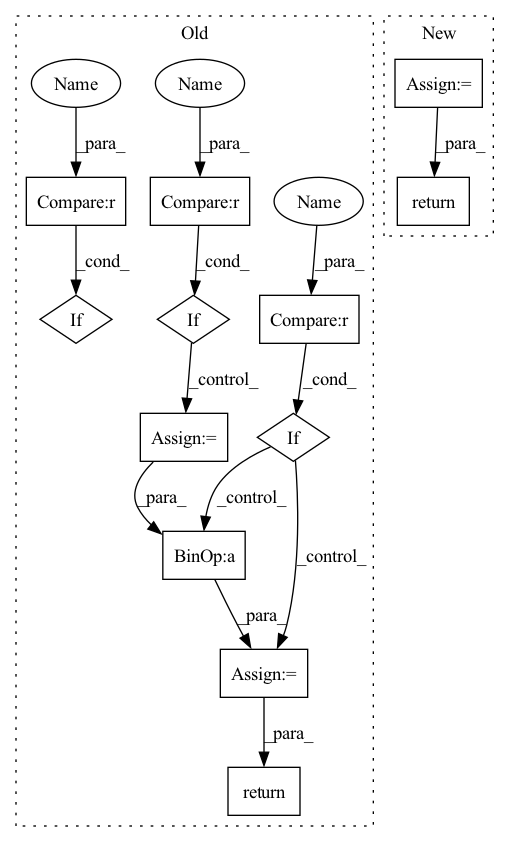 Old
New
Name
Name
Assign:=
_para_
_para_
_para_
Compare:r
Compare:r
Name
return
_cond_
_cond_
_para_
If
If
Compare:r
_control_
_cond_
Assign:=
If
_para_
_control_
BinOp:a
_control_
_para_
Assign:=
_para_
return